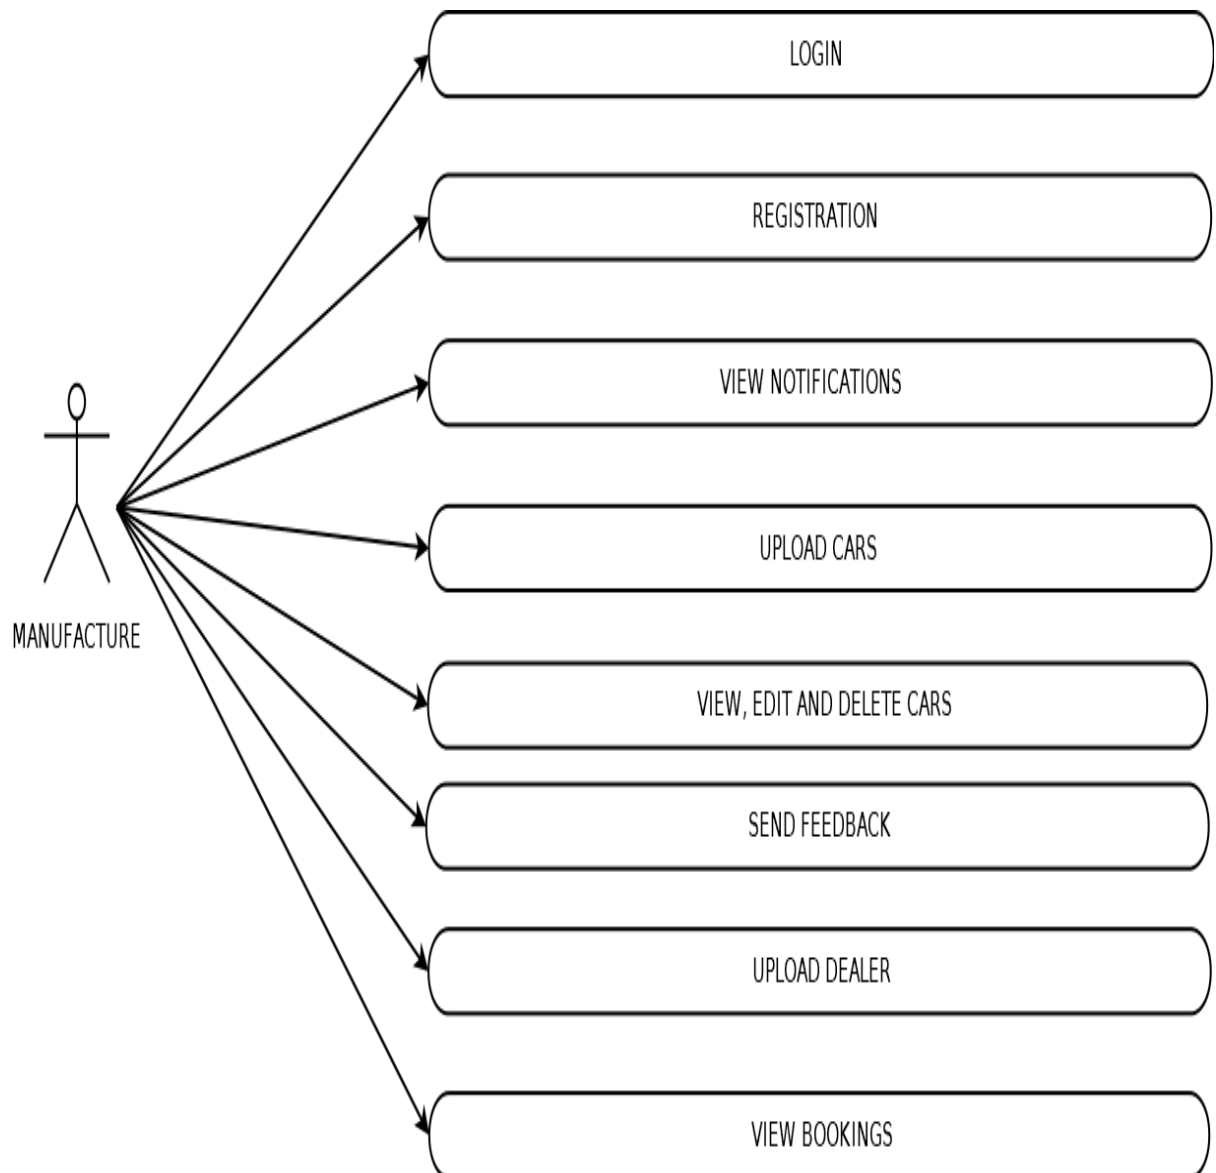 LOGIN
REGISTRATION
VIEW NOTIFICATIONS
UPLOAD CARS
MANUFACTURE
VIEW, EDIT AND DELETE CARS
SEND FEEDBACK
UPLOAD DEALER
VIEW BOOKINGS